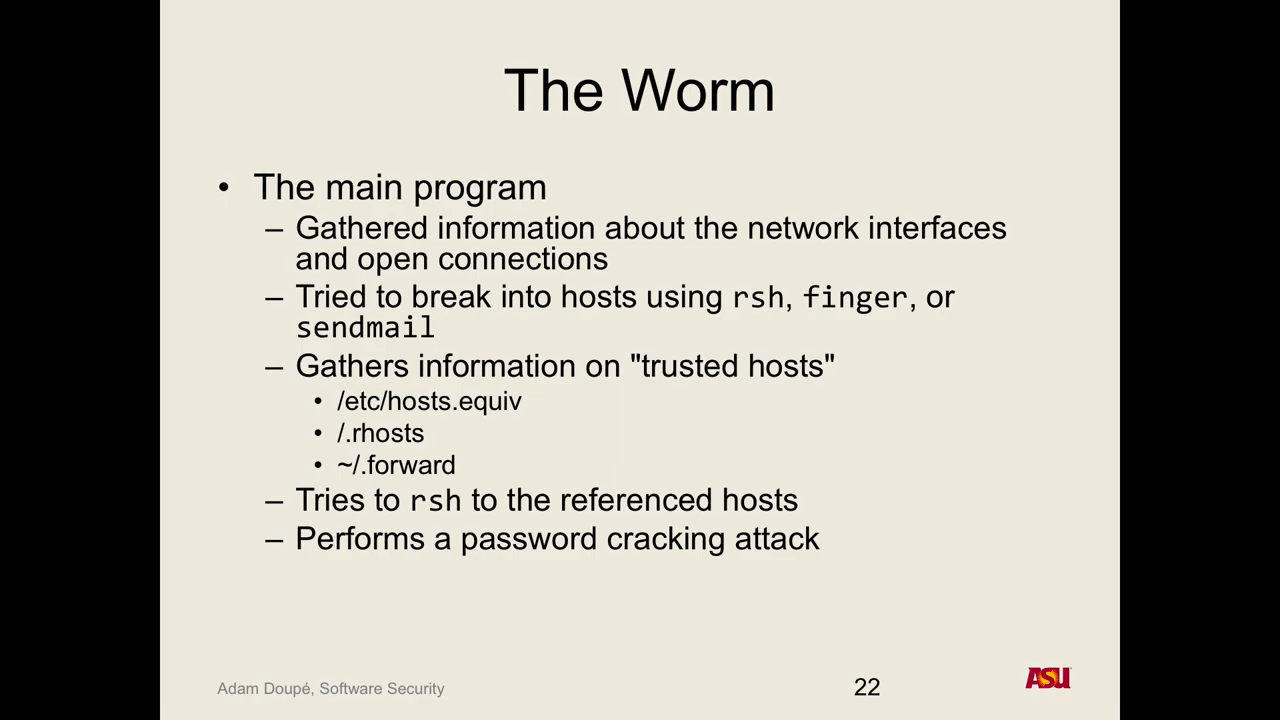 The Worm
• The main program
– Gathered information about the network interfaces
and open connections
– Tried to break into hosts using rsh, finger, or
sendmail
– Gathers information on "trusted hosts"
• /etc/hosts.equiv
• /.rhosts
• ~/.forward
– Tries to rsh to the referenced hosts
– Performs a password cracking attack
Adam Doupé, Software Security
22
ASU